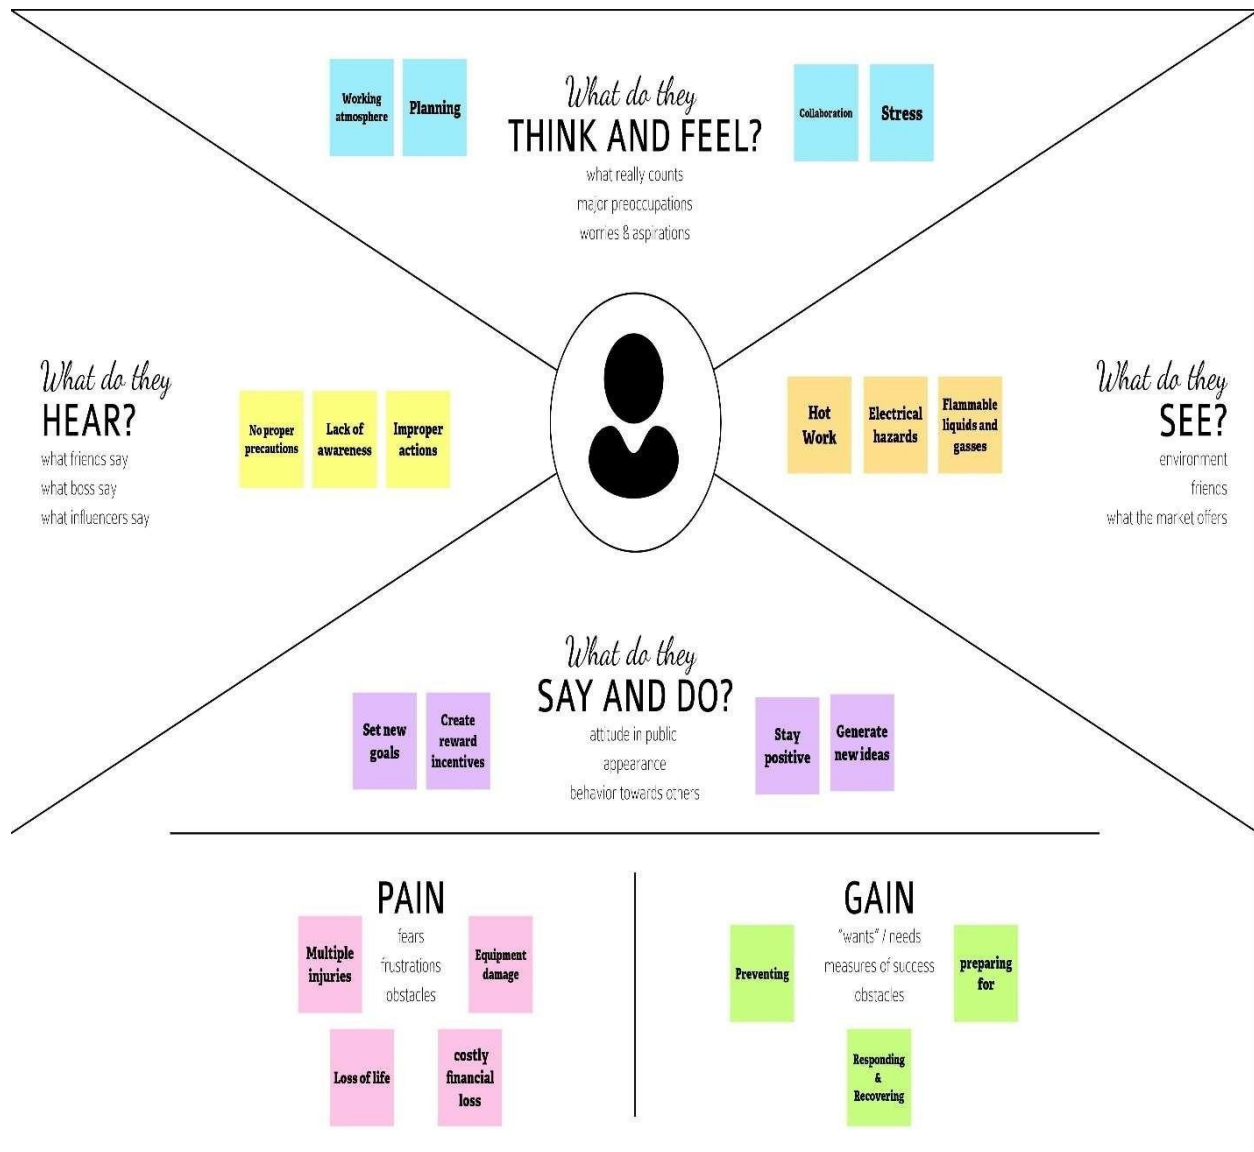 Working
atmosphere
Planning
What do they
THINK AND FEEL?
what really counts
major preoccupations
worries & aspirations
Collaboration
Stress
What do they
HEAR?
what friends say
what boss say
what influencers say
No proper
precautions
Lack of
awareness
Improper
actions
Hot
Work
Electrical
hazards
Flammable
liquids and
gasses
What do they
SEE?
environment
friends
what the market offers
What do they
SAY AND DO?
attitude in public
appearance
behavior towards others
Set new
goals
Create
reward
incentives
Stay
positive
Generate
new ideas
PAIN
fears
frustrations
obstacles
Multiple
injuries
Equipment
damage
Loss of life
costly
financial
loss
GAIN
"wants" / needs
measures of success
obstacles
Preventing
preparing
for
Responding
&
Recovering